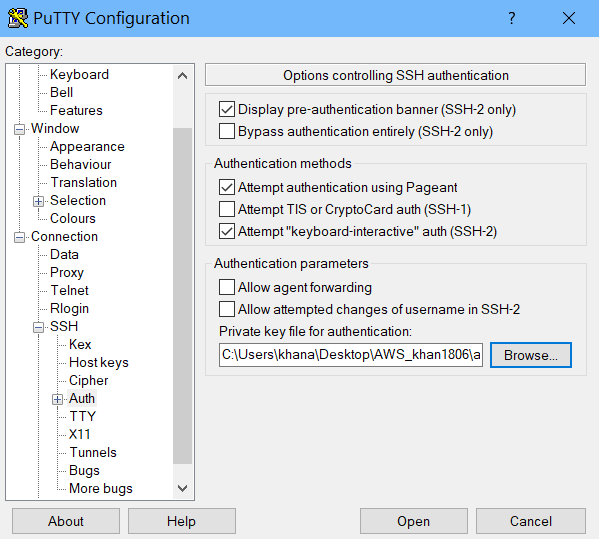 PuTTY Configuration
?
Category:
Keyboard
Bell
Features
Window
Appearance
Behaviour
Translation
Selection
Colours
Connection
Data
Proxy
Telnet
Rlogin
SSH
Kex
Host keys
Cipher
Auth
TTY
X11
Tunnels
Bugs
More bugs
Options controlling SSH authentication
Display pre-authentication banner (SSH-2 only)
Bypass authentication entirely (SSH-2 only)
Authentication methods
Attempt authentication using Pageant
Attempt TIS or CryptoCard auth (SSH-1)
Attempt "keyboard-interactive" auth (SSH-2)
Authentication parameters
Allow agent forwarding
Allow attempted changes of username in SSH-2
Private key file for authentication:
C:\Users\khana\Desktop\AWS_khan1806\a
Browse...
About
Help
Open
Cancel